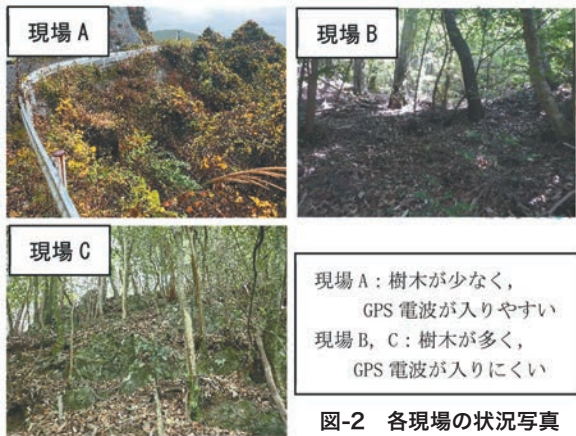 現場 A
現場 B
現場 C
現場 A：樹木が少なく，
GPS 電波が入りやすい
現場 B，C：樹木が多く，
GPS 電波が入りにくい
図-2　各現場の状況写真